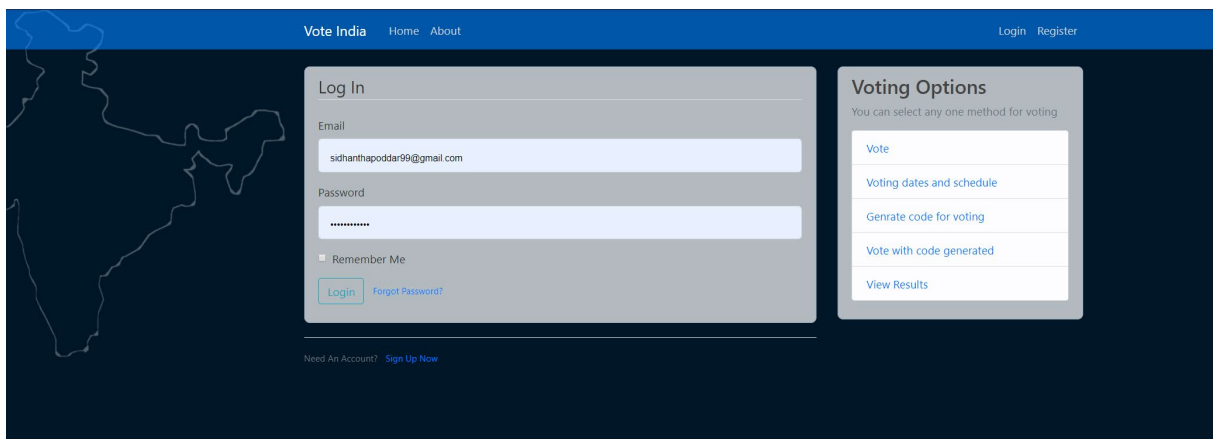 Vote India Home About Login Register
Log In
Email
sidhanthapoddar99@gmail.com
Password
••••••••••••
Remember Me
Login Forgot Password?
Need An Account? Sign Up Now
Voting Options
You can select any one method for voting
Vote
Voting dates and schedule
Genrate code for voting
Vote with code generated
View Results